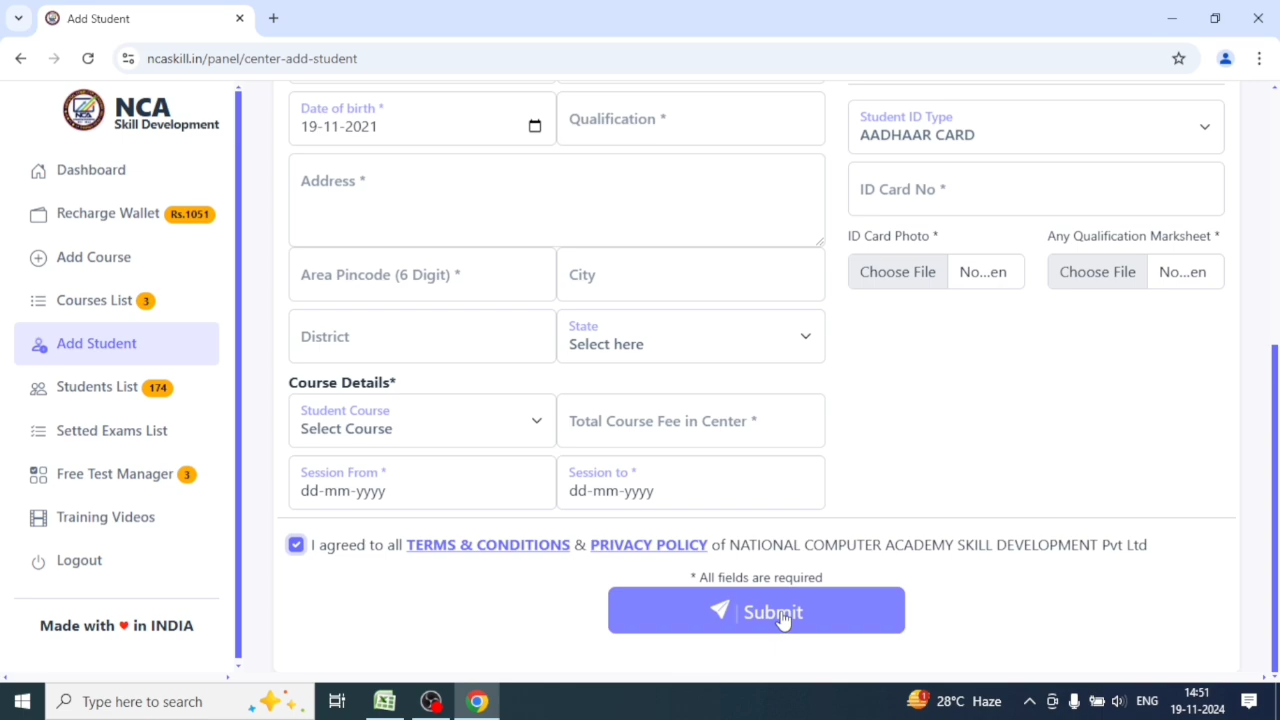 Add Student
ncaskill.in/panel/center-add-student
NCA
Skill Development
Dashboard
Recharge Wallet Rs.1051
Add Course
Courses List 3
Add Student
Students List 174
Setted Exams List
Free Test Manager 3
Training Videos
Logout
Made with ♥ in INDIA
Date of birth *
19-11-2021
Qualification *
Address *
Area Pincode (6 Digit) *
City
District
State
Select here
Course Details*
Student Course
Select Course
Total Course Fee in Center *
Session From *
dd-mm-yyyy
Session to *
dd-mm-yyyy
Student ID Type
AADHAAR CARD
ID Card No *
ID Card Photo *
Any Qualification Marksheet *
Choose File No...en
Choose File No...en
I agreed to all TERMS & CONDITIONS & PRIVACY POLICY of NATIONAL COMPUTER ACADEMY SKILL DEVELOPMENT Pvt Ltd
* All fields are required
Submit
Type here to search
1
28°C Haze
ENG
14:51
19-11-2024